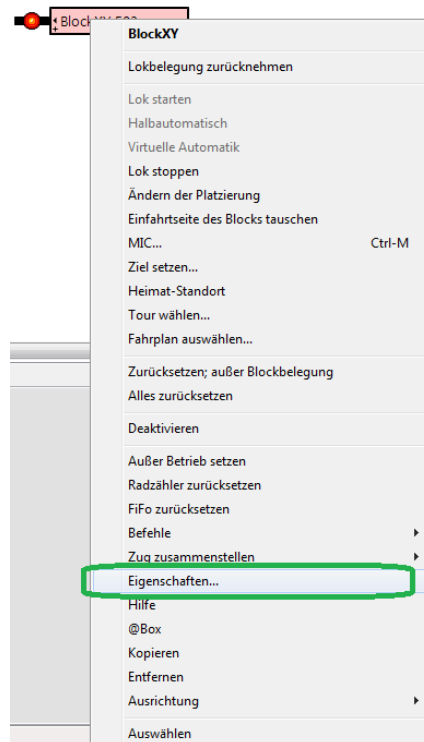 BlockXY
Lokbelegung zurücknehmen
Lok starten
Halbautomatisch
Virtuelle Automatik
Lok stoppen
Ändern der Platzierung
Einfahrtseite des Blocks tauschen
MIC... Ctrl-M
Ziel setzen...
Heimat-Standort
Tour wählen...
Fahrplan auswählen...
Zurücksetzen; außer Blockbelegung
Alles zurücksetzen
Deaktivieren
Außer Betrieb setzen
Radzähler zurücksetzen
FiFo zurücksetzen
Befehle
Zug zusammenstellen
Eigenschaften...
Hilfe
@Box
Kopieren
Entfernen
Ausrichtung
Auswählen